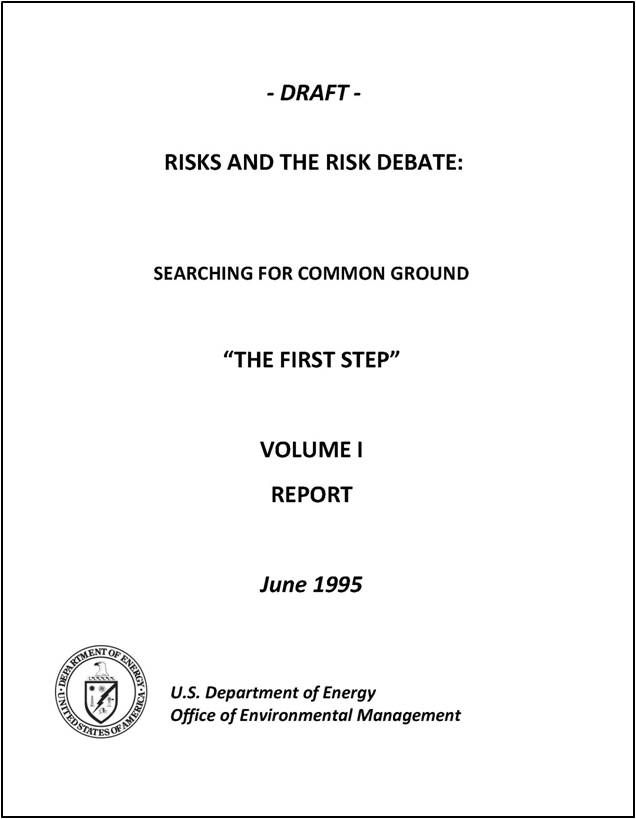 - DRAFT -
RISKS AND THE RISK DEBATE:
SEARCHING FOR COMMON GROUND
“THE FIRST STEP”
VOLUME I
REPORT
June 1995
DEPARTMENT OF ENERGY
UNITED STATES OF AMERICA
U.S. Department of Energy
Office of Environmental Management